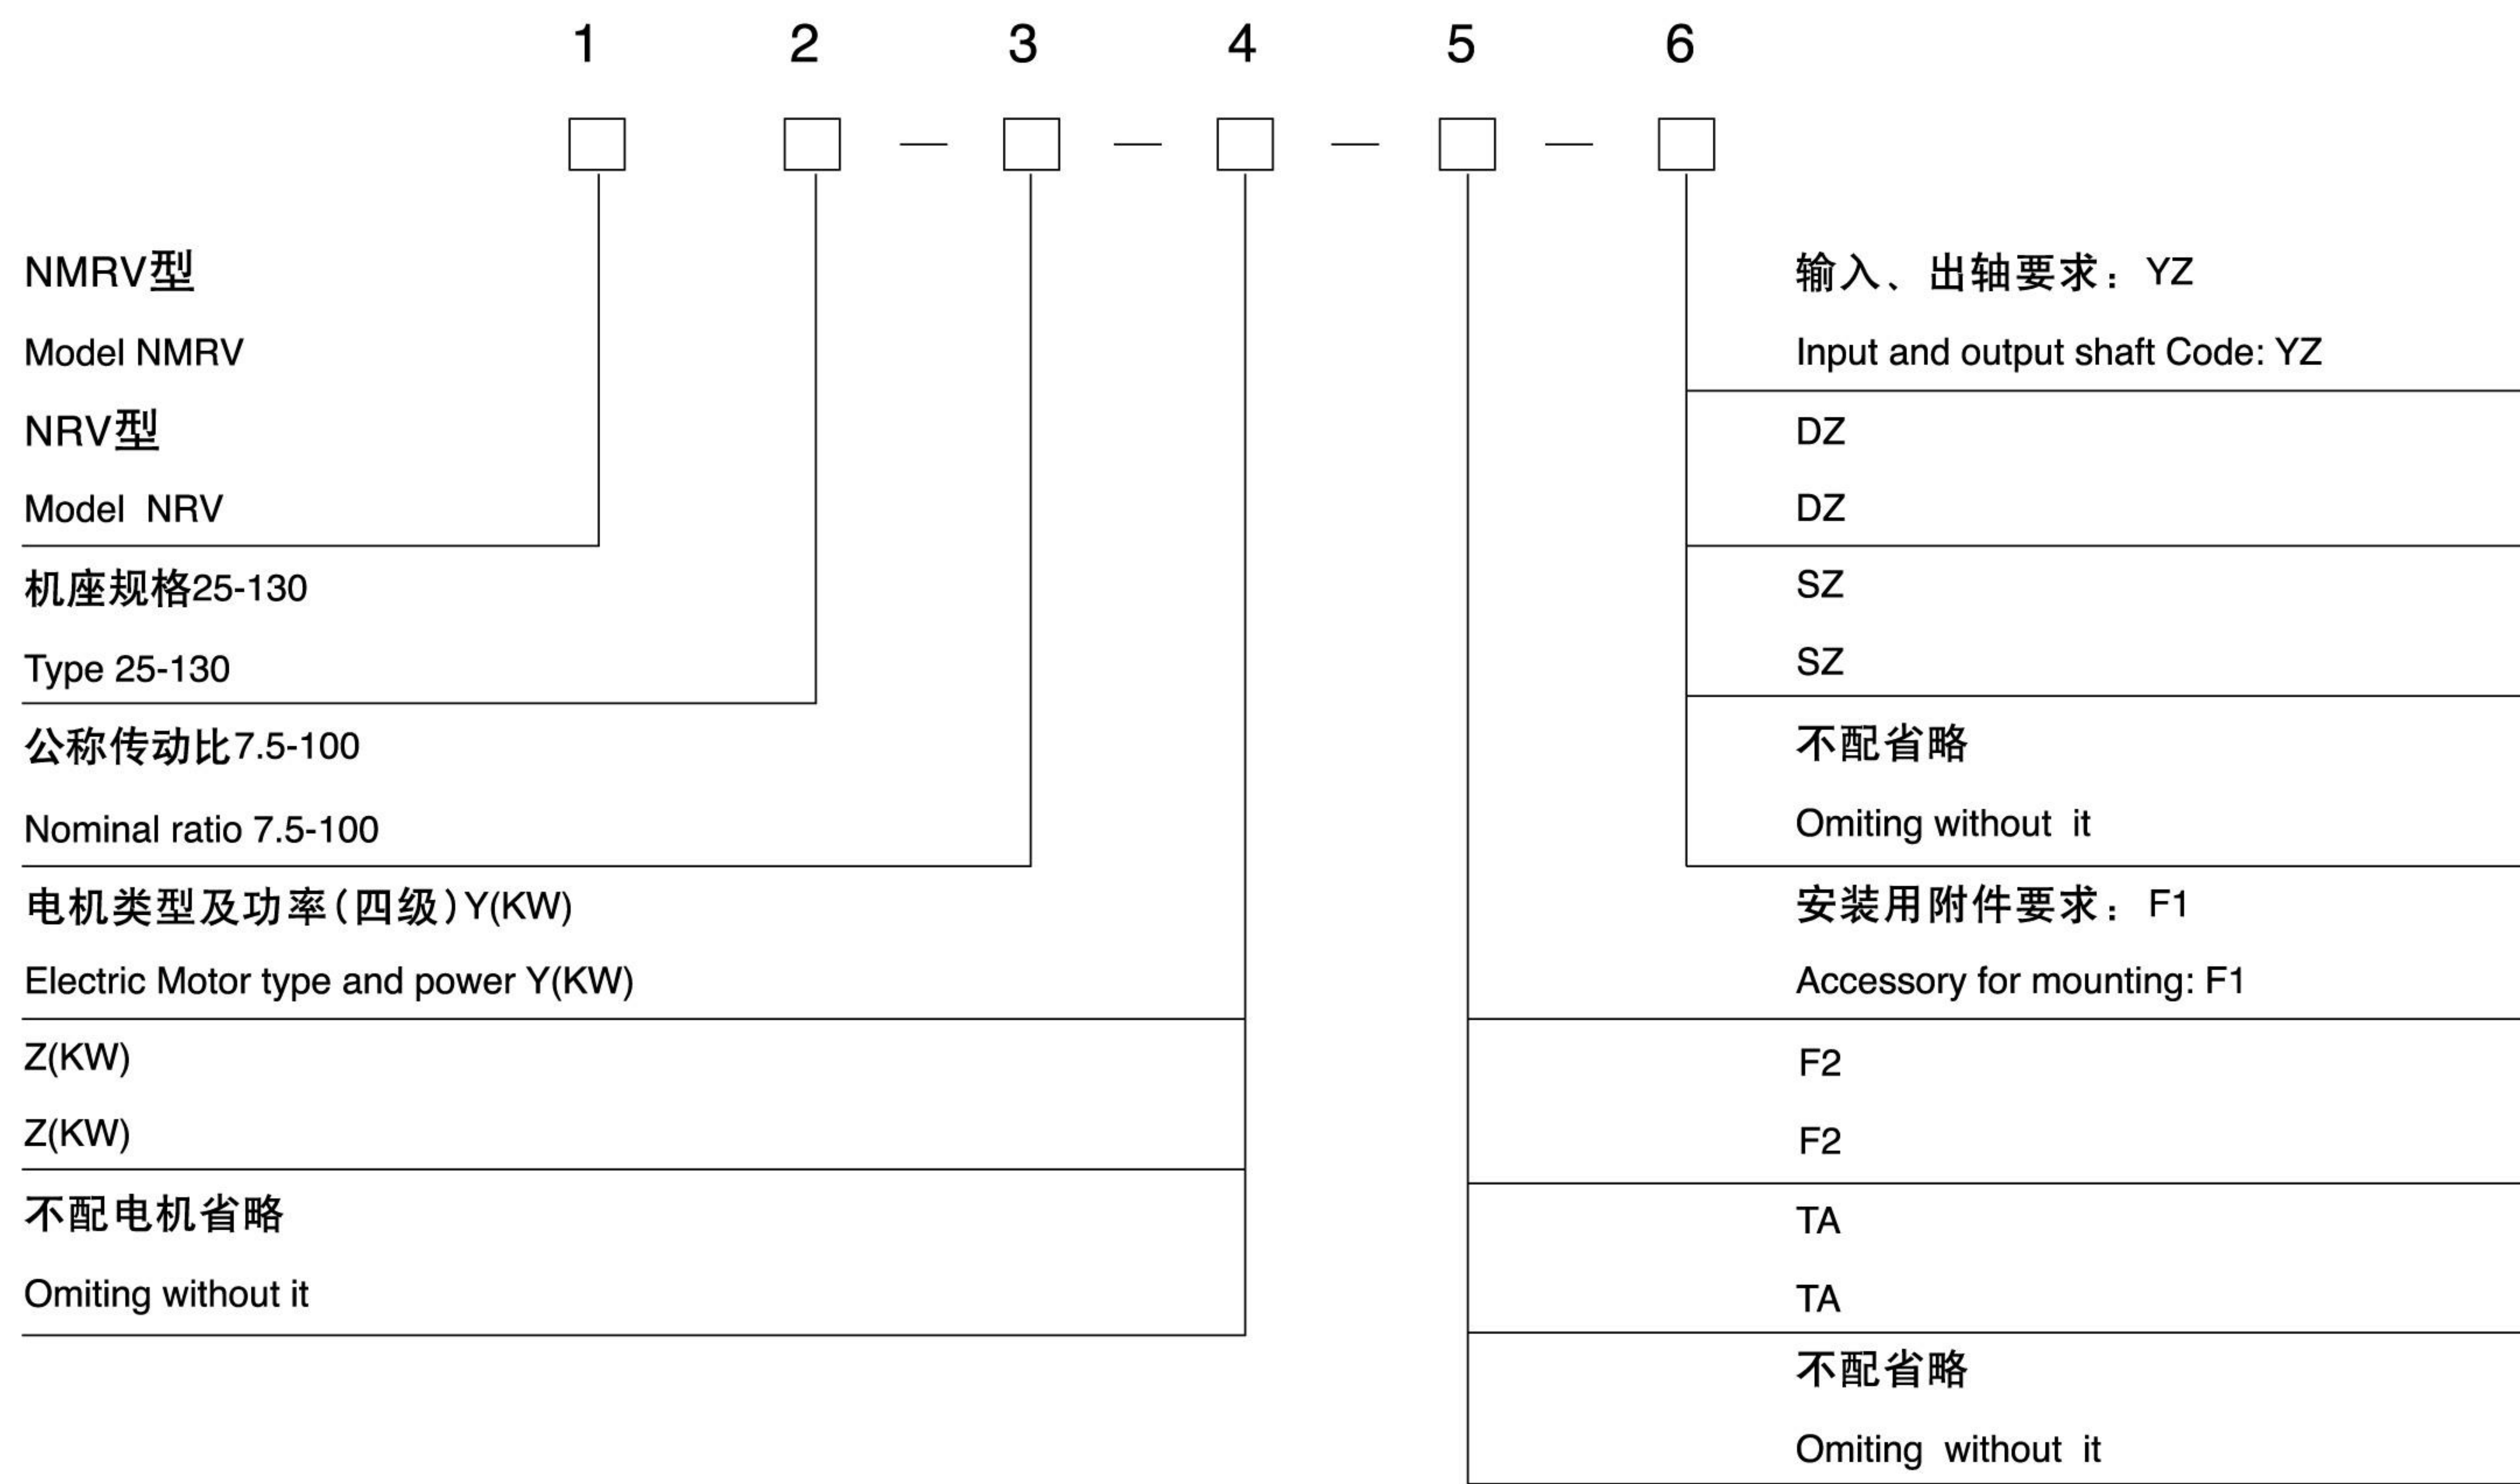 1 2 3 4 5 6
— — — —
NMRV型
Model NMRV
NRV型
Model NRV
机座规格25-130
Type 25-130
公称传动比7.5-100
Nominal ratio 7.5-100
电机类型及功率(四级)Y(KW)
Electric Motor type and power Y(KW)
Z(KW)
Z(KW)
不配电机省略
Omiting without it
输入、出轴要求：YZ
Input and output shaft Code: YZ
DZ
DZ
SZ
SZ
不配省略
Omiting without it
安装用附件要求：F1
Accessory for mounting: F1
F2
F2
TA
TA
不配省略
Omiting without it